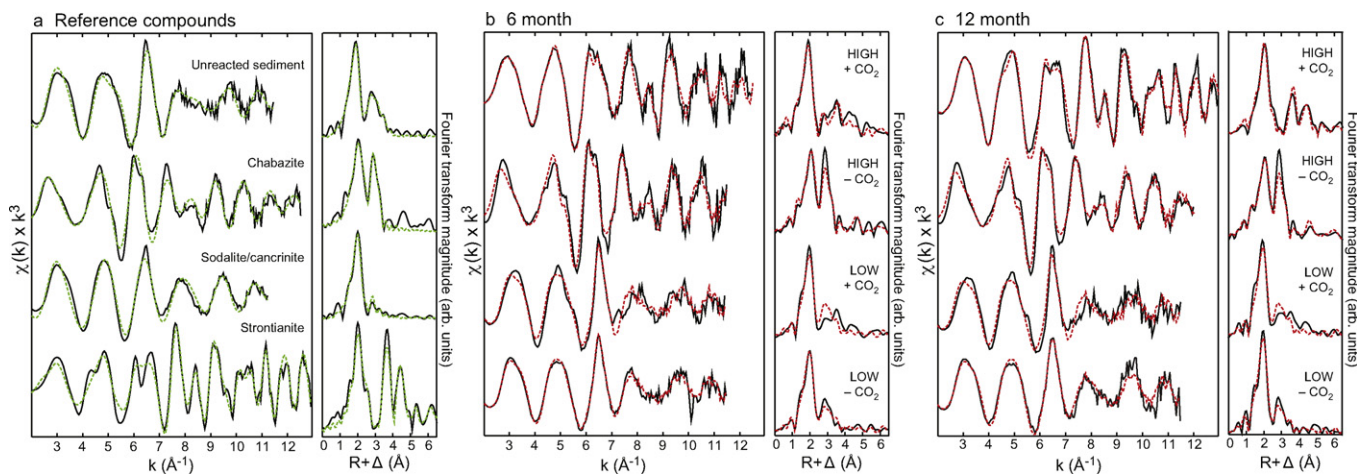 a Reference compounds
Unreacted sediment
Chabazite
Sodalite/cancrinite
Strontianite
χ(k) x k³
3 4 5 6 7 8 9 10 11 12
k (Å⁻¹)
0 1 2 3 4 5 6
R+Δ (Å)
Fourier transform magnitude (arb. units)
b 6 month
χ(k) x k³
3 4 5 6 7 8 9 10 11 12
k (Å⁻¹)
HIGH
+ CO₂
HIGH
− CO₂
LOW
+ CO₂
LOW
− CO₂
0 1 2 3 4 5 6
R+Δ (Å)
Fourier transform magnitude (arb. units)
c 12 month
χ(k) x k³
3 4 5 6 7 8 9 10 11 12
k (Å⁻¹)
HIGH
+ CO₂
HIGH
− CO₂
LOW
+ CO₂
LOW
− CO₂
0 1 2 3 4 5 6
R+Δ (Å)
Fourier transform magnitude (arb. units)